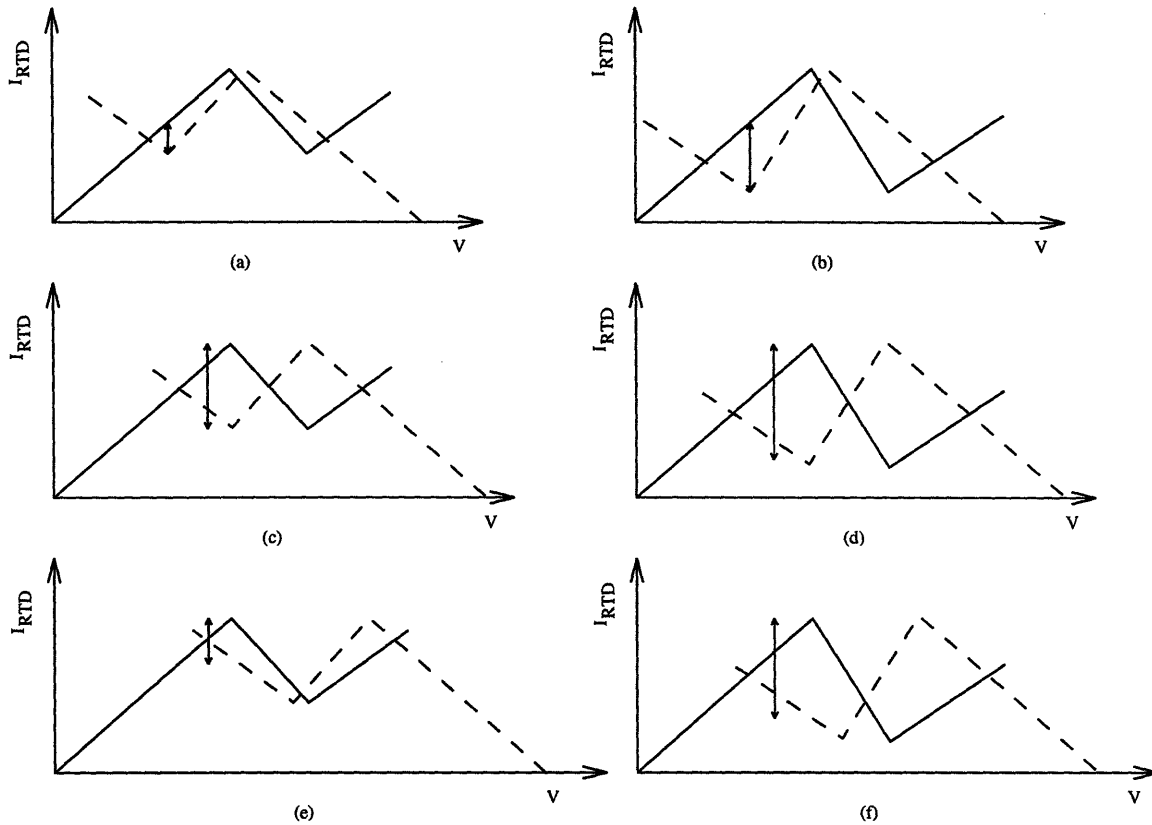 I_RTD
V
(a)
I_RTD
V
(b)
I_RTD
V
(c)
I_RTD
V
(d)
I_RTD
V
(e)
I_RTD
V
(f)